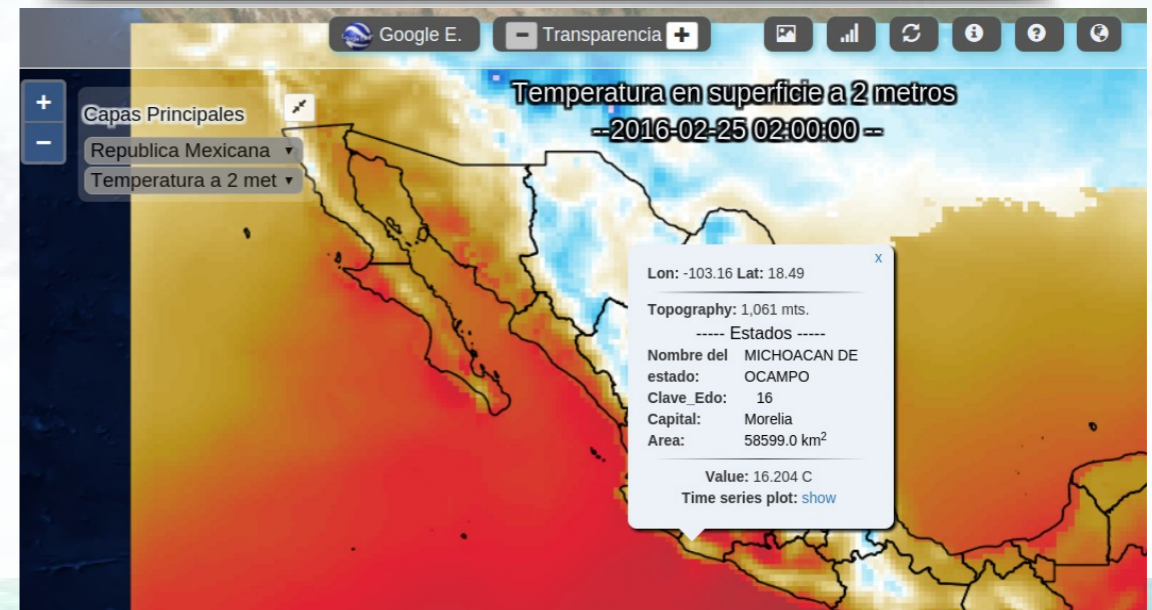 Google E.
Transparencia
Temperatura en superficie a 2 metros
--2016-02-25 02:00:00 --
Capas Principales
Republica Mexicana
Temperatura a 2 met
x
Lon: -103.16 Lat: 18.49
Topography: 1,061 mts.
----- Estados -----
Nombre del MICHOACAN DE
estado: OCAMPO
Clave_Edo: 16
Capital: Morelia
Area: 58599.0 km²
Value: 16.204 C
Time series plot: show